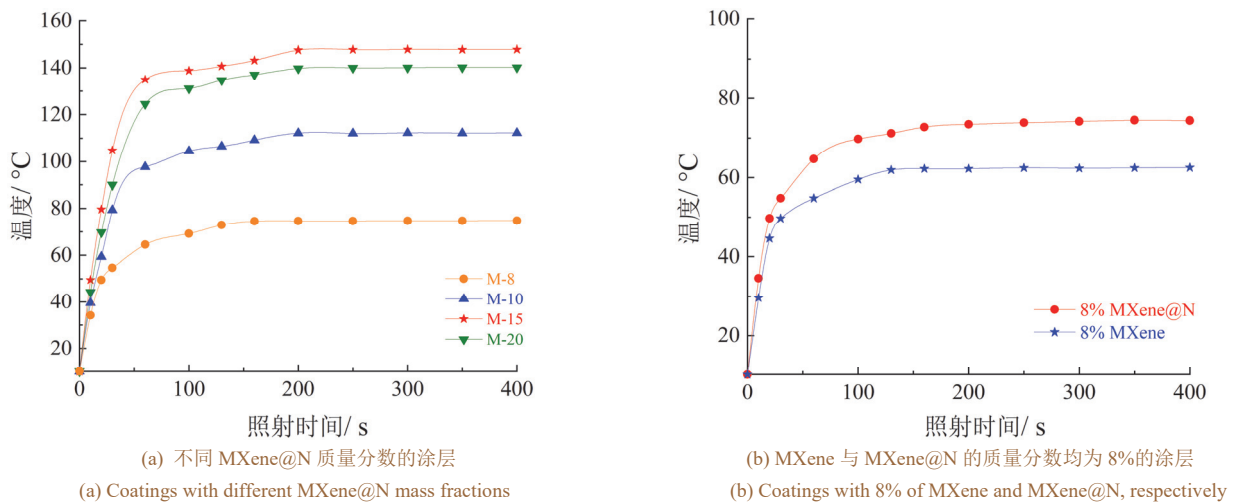 160
140
120
100
80
60
40
20
温度/ °C
M-8
M-10
M-15
M-20
0 100 200 300 400
照射时间/ s
(a) 不同 MXene@N 质量分数的涂层
(a) Coatings with different MXene@N mass fractions
100
80
60
40
20
温度/ °C
8% MXene@N
8% MXene
0 100 200 300 400
照射时间/ s
(b) MXene 与 MXene@N 的质量分数均为 8%的涂层
(b) Coatings with 8% of MXene and MXene@N, respectively